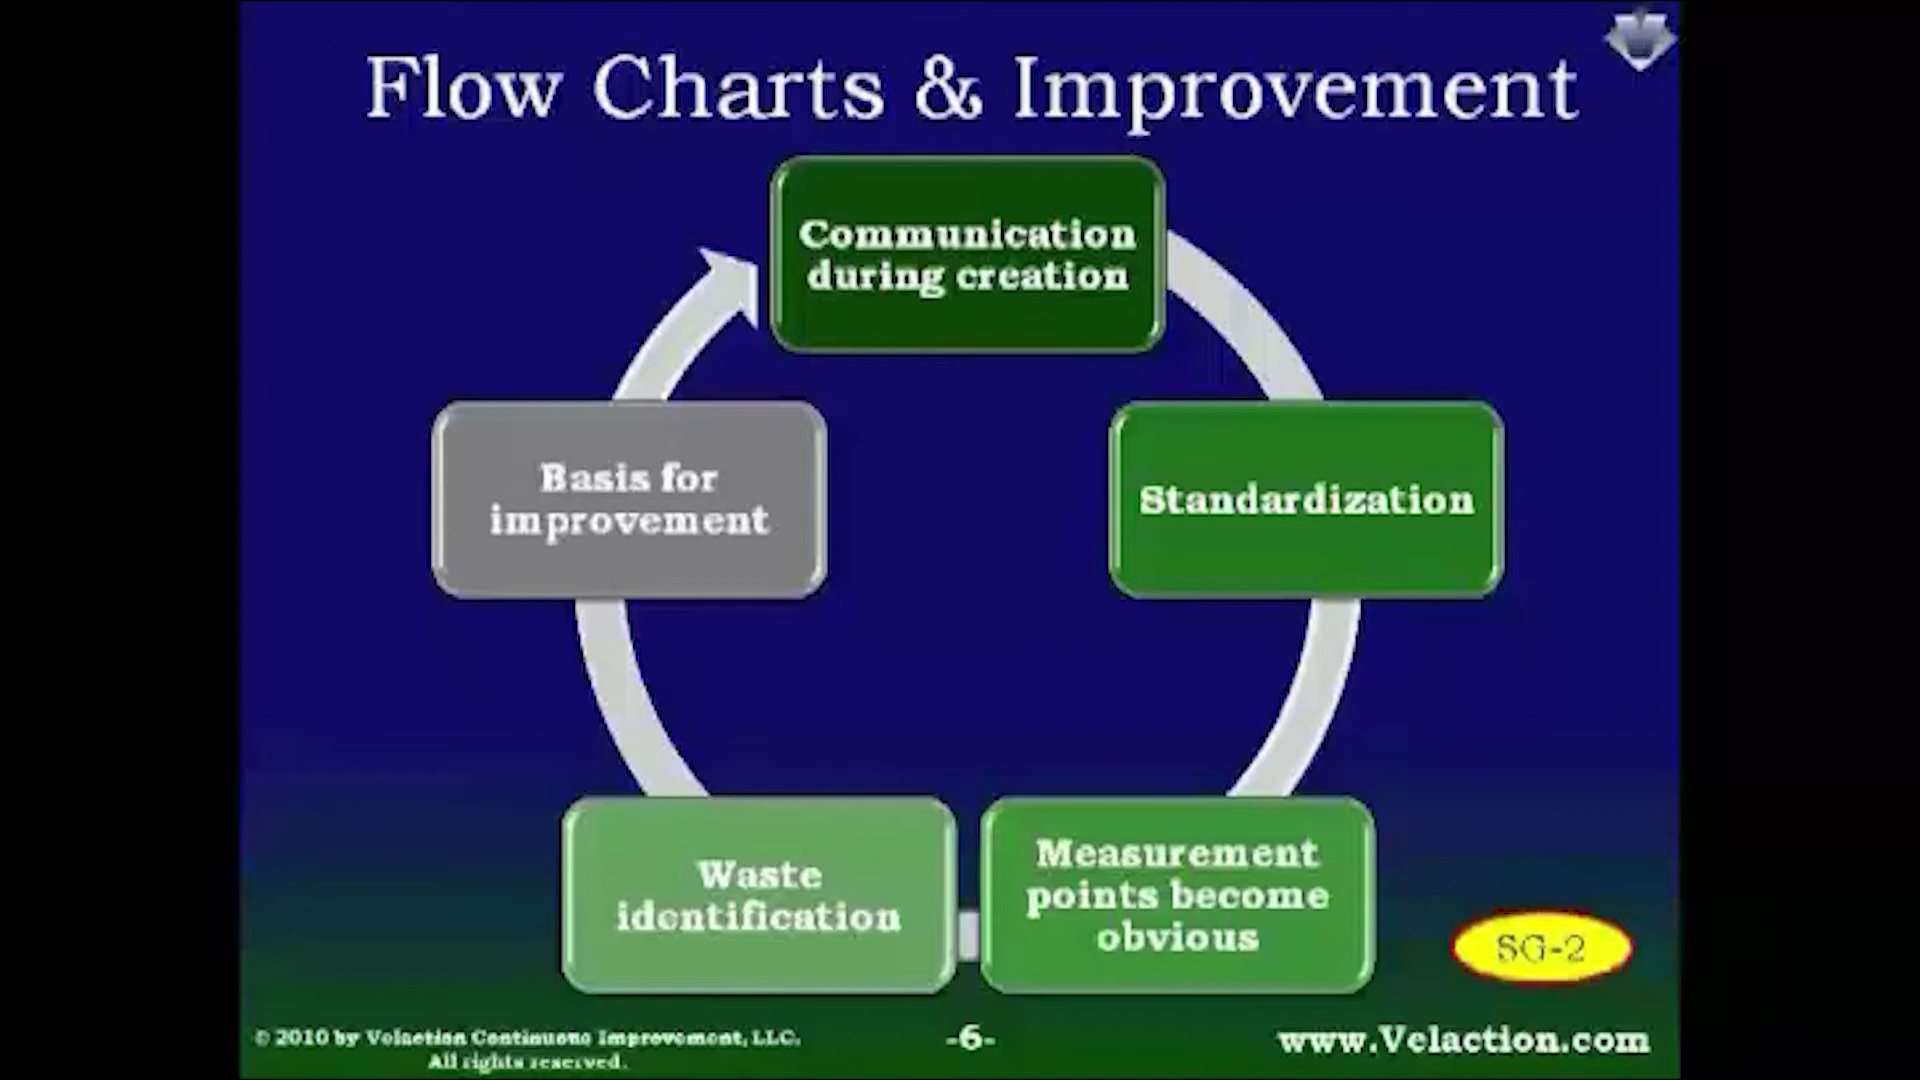 Flow Charts & Improvement
Communication
during creation
Standardization
Measurement
points become
obvious
Waste
identification
Basis for
improvement
SG-2
© 2010 by Velaction Continuous Improvement, LLC.
All rights reserved.
-6-
www.Velaction.com